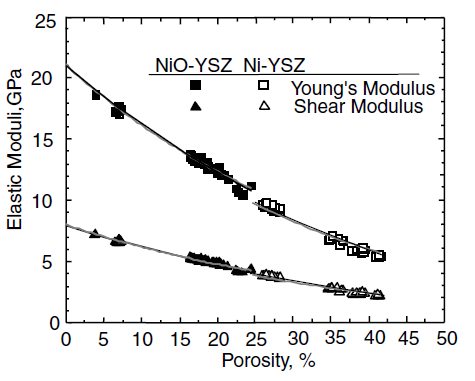 25
20
15
10
5
0
Elastic Moduli, GPa
NiO-YSZ Ni-YSZ
Young's Modulus
Shear Modulus
0 5 10 15 20 25 30 35 40 45 50
Porosity, %